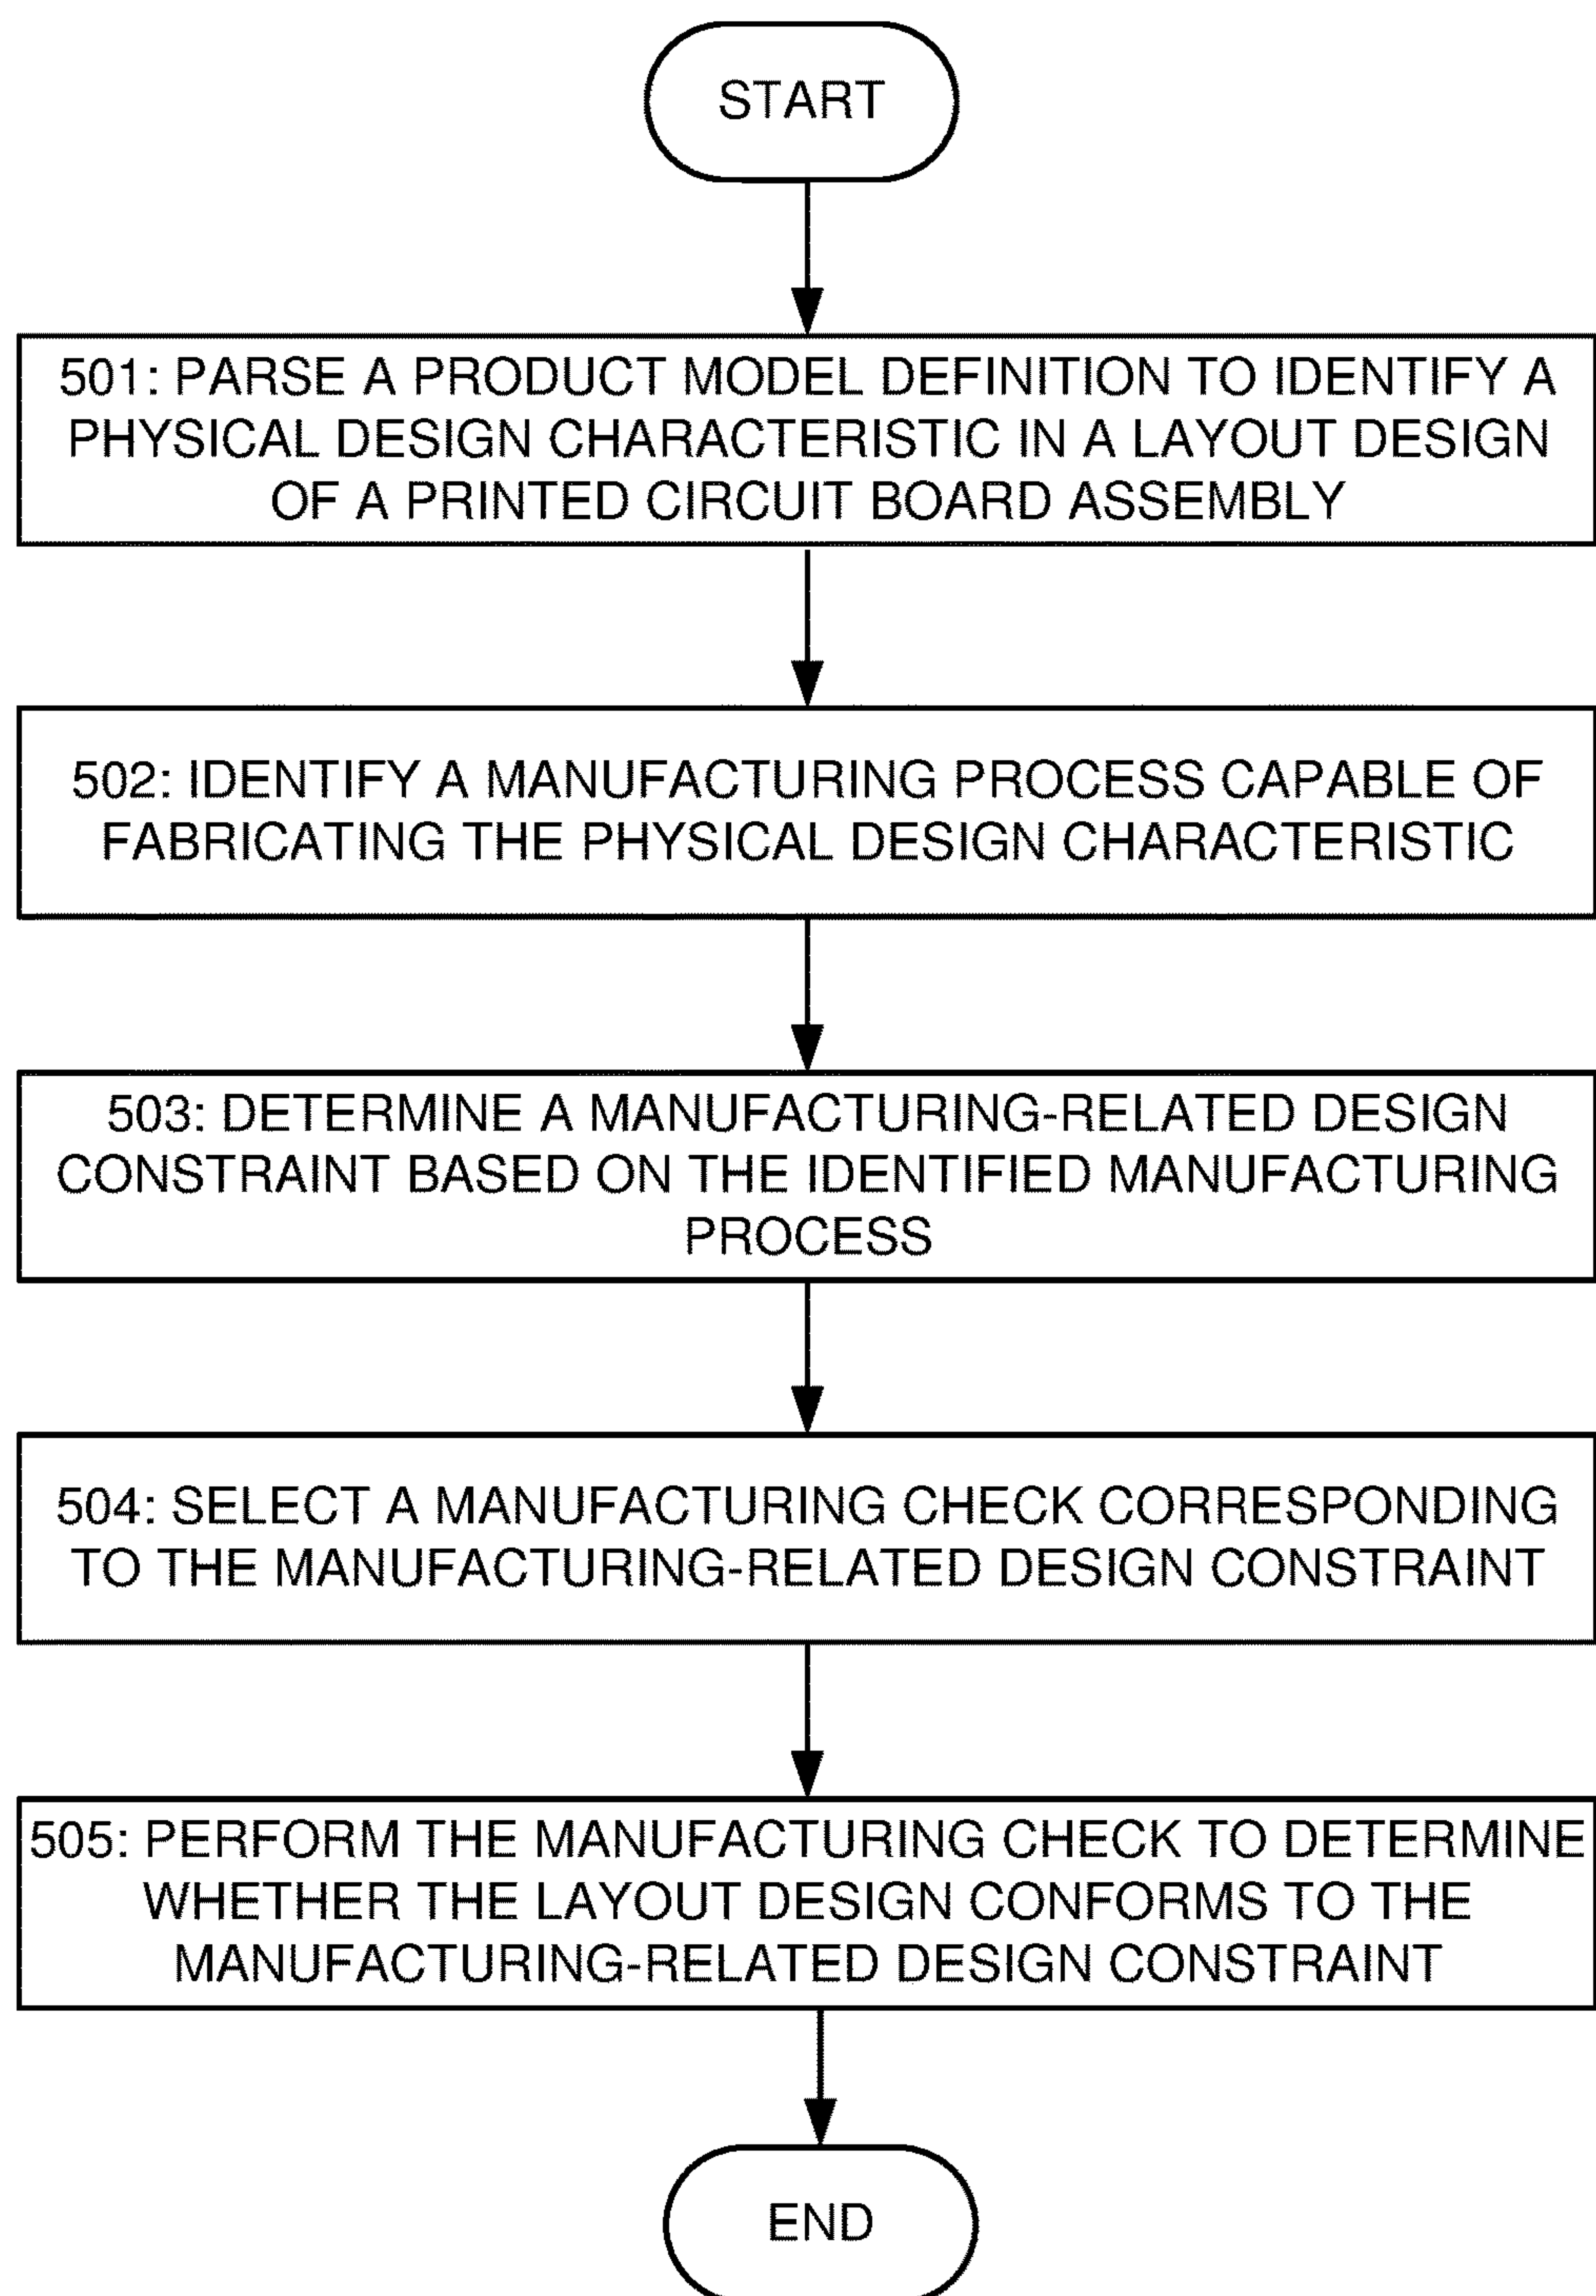 START
501: PARSE A PRODUCT MODEL DEFINITION TO IDENTIFY A
PHYSICAL DESIGN CHARACTERISTIC IN A LAYOUT DESIGN
OF A PRINTED CIRCUIT BOARD ASSEMBLY
502: IDENTIFY A MANUFACTURING PROCESS CAPABLE OF
FABRICATING THE PHYSICAL DESIGN CHARACTERISTIC
503: DETERMINE A MANUFACTURING-RELATED DESIGN
CONSTRAINT BASED ON THE IDENTIFIED MANUFACTURING
PROCESS
504: SELECT A MANUFACTURING CHECK CORRESPONDING
TO THE MANUFACTURING-RELATED DESIGN CONSTRAINT
505: PERFORM THE MANUFACTURING CHECK TO DETERMINE
WHETHER THE LAYOUT DESIGN CONFORMS TO THE
MANUFACTURING-RELATED DESIGN CONSTRAINT
END